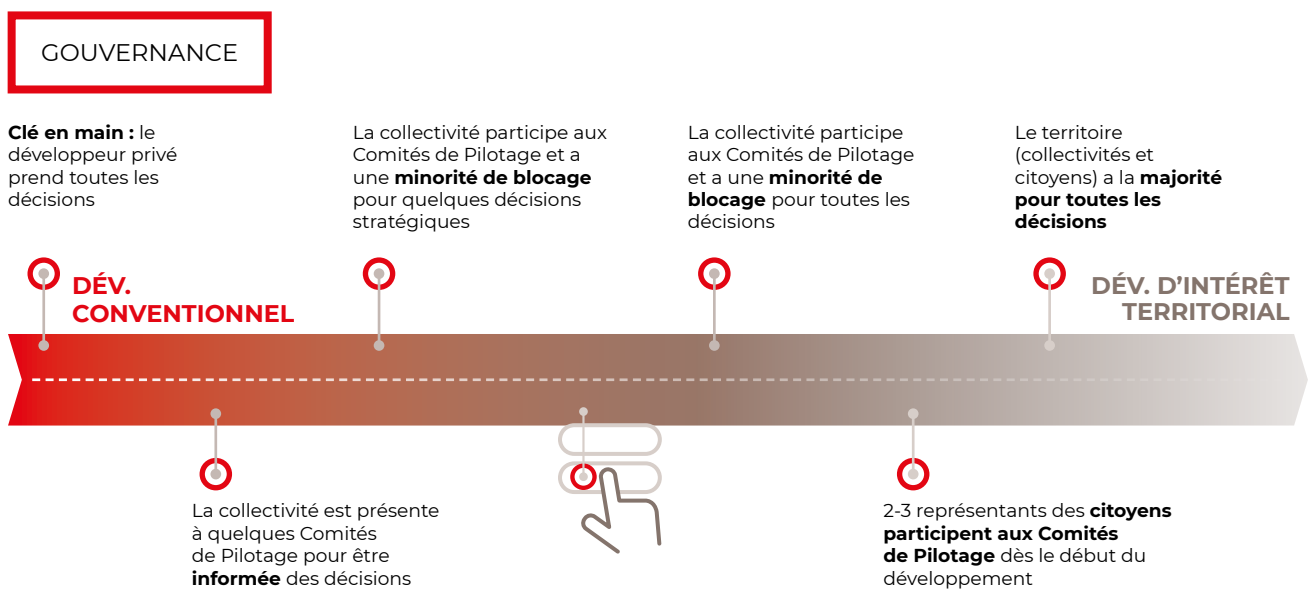 GOUVERNANCE
Clé en main : le
développeur privé
prend toutes les
décisions
La collectivité participe aux
Comités de Pilotage et a
une minorité de blocage
pour quelques décisions
stratégiques
La collectivité participe
aux Comités de Pilotage
et a une minorité de
blocage pour toutes les
décisions
Le territoire
(collectivités et
citoyens) a la majorité
pour toutes les
décisions
DÉV.
CONVENTIONNEL
DÉV. D’INTÉRÊT
TERRITORIAL
La collectivité est présente
à quelques Comités
de Pilotage pour être
informée des décisions
2-3 représentants des citoyens
participent aux Comités
de Pilotage dès le début du
développement